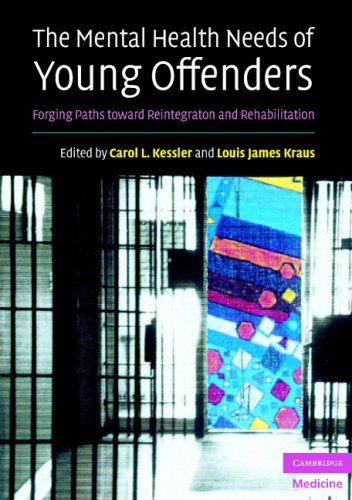 The Mental Health Needs of
Young Offenders
Forging Paths toward Reintegraton and Rehabilitation
Edited by Carol L. Kessler and Louis James Kraus
CAMBRIDGE
Medicine